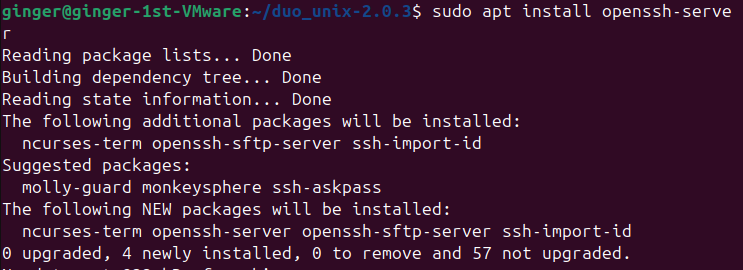 ginger@ginger-1st-VMware:~/duo_unix-2.0.3$ sudo apt install openssh-serve
r
Reading package lists... Done
Building dependency tree... Done
Reading state information... Done
The following additional packages will be installed:
  ncurses-term openssh-sftp-server ssh-import-id
Suggested packages:
  molly-guard monkeysphere ssh-askpass
The following NEW packages will be installed:
  ncurses-term openssh-server openssh-sftp-server ssh-import-id
0 upgraded, 4 newly installed, 0 to remove and 57 not upgraded.